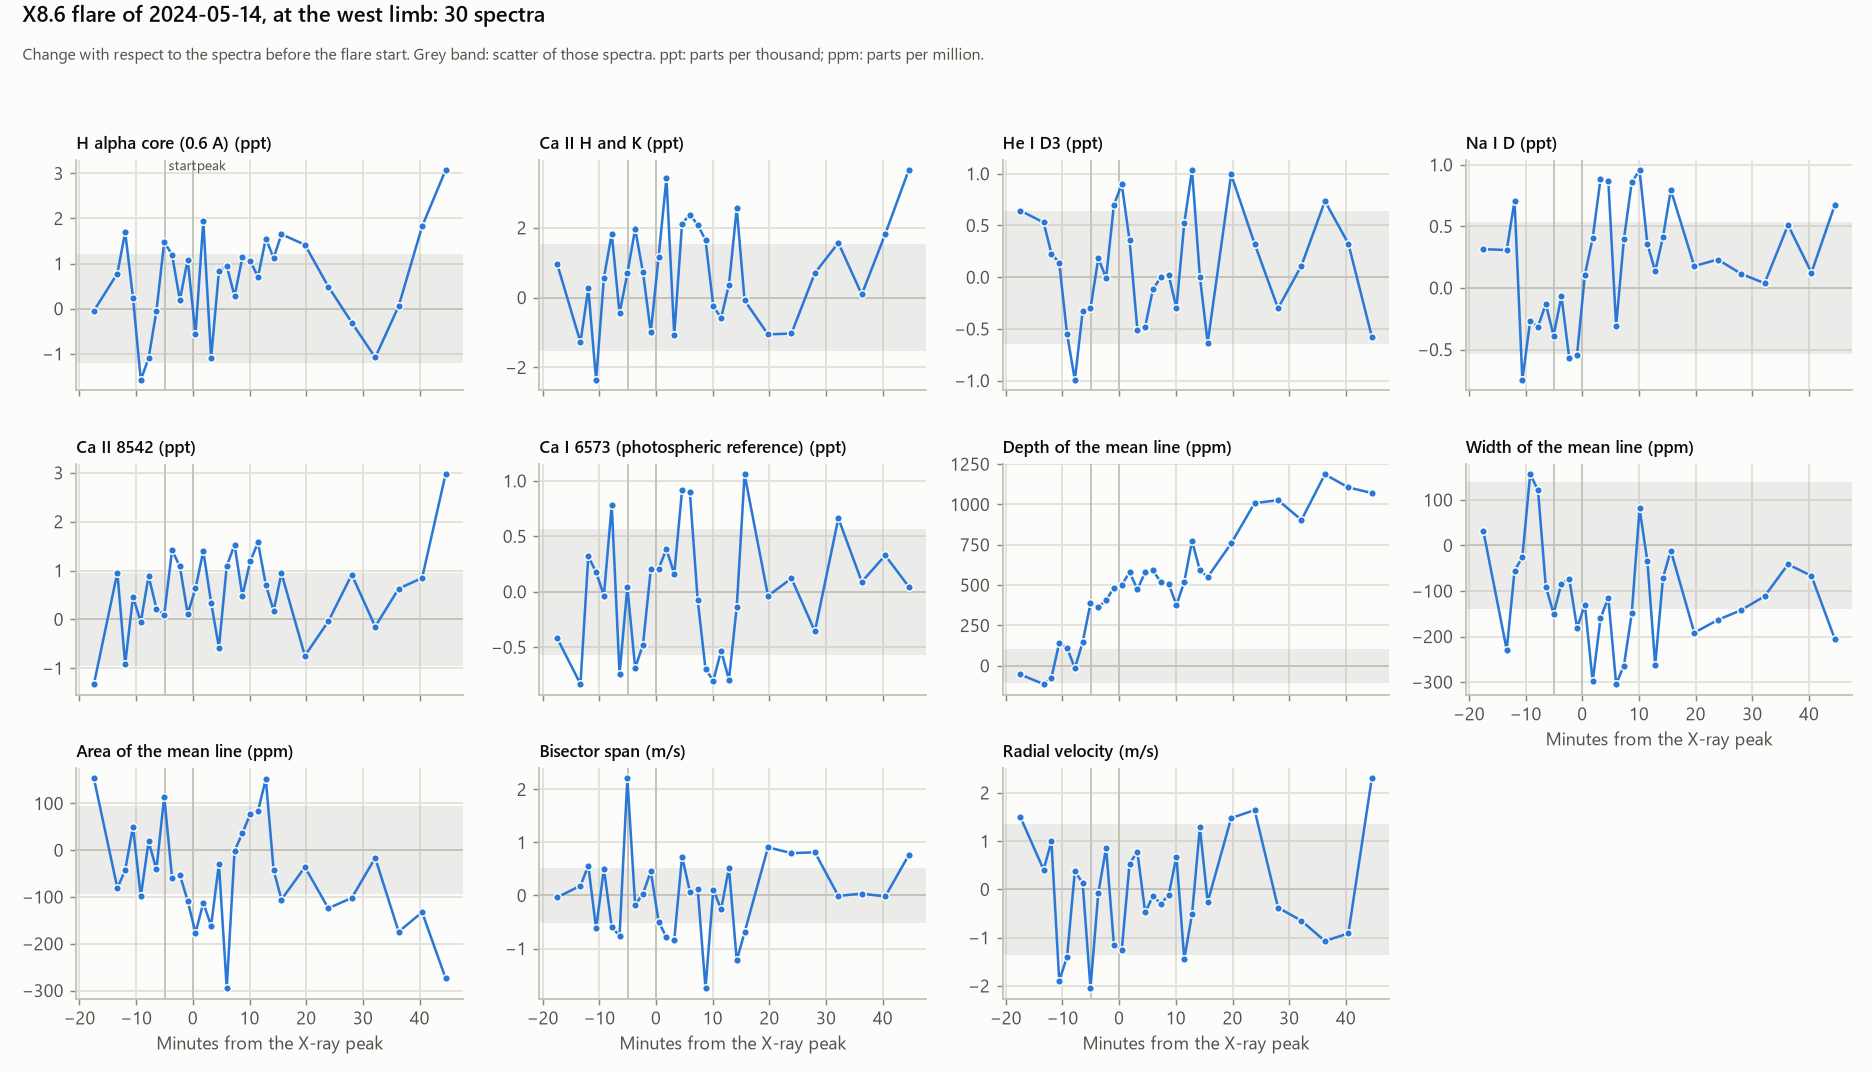 X8.6 flare of 2024-05-14, at the west limb: 30 spectra
Change with respect to the spectra before the flare start. Grey band: scatter of those spectra. ppt: parts per thousand; ppm: parts per million.
H alpha core (0.6 A) (ppt)
startpeak
3
2
1
0
−1
Ca II H and K (ppt)
2
0
−2
He I D3 (ppt)
1.0
0.5
0.0
−0.5
−1.0
Na I D (ppt)
1.0
0.5
0.0
−0.5
Ca II 8542 (ppt)
3
2
1
0
−1
Ca I 6573 (photospheric reference) (ppt)
1.0
0.5
0.0
−0.5
Depth of the mean line (ppm)
1250
1000
750
500
250
0
Width of the mean line (ppm)
100
0
−100
−200
−300
−20 −10 0 10 20 30 40
Minutes from the X-ray peak
Area of the mean line (ppm)
100
0
−100
−200
−300
−20 −10 0 10 20 30 40
Minutes from the X-ray peak
Bisector span (m/s)
2
1
0
−1
−20 −10 0 10 20 30 40
Minutes from the X-ray peak
Radial velocity (m/s)
2
1
0
−1
−2
−20 −10 0 10 20 30 40
Minutes from the X-ray peak